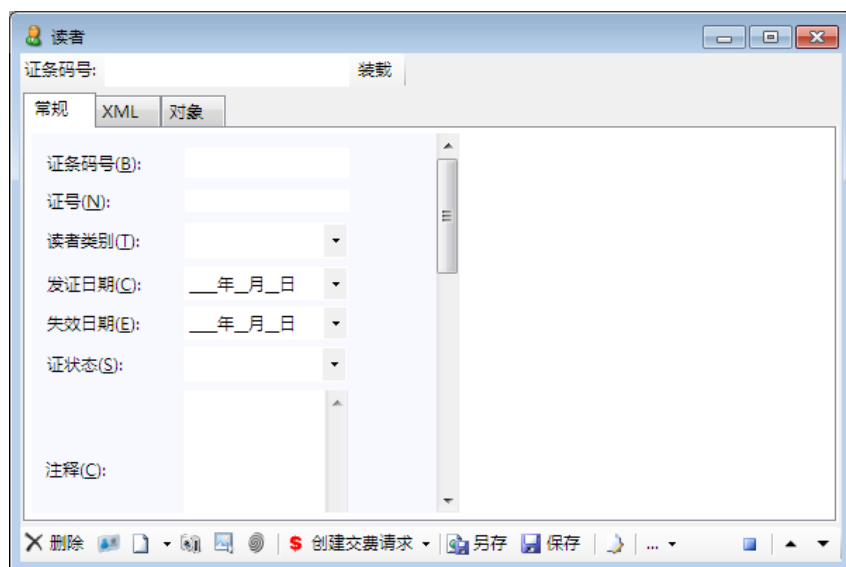 读者
证条码号: 装載
常规 XML 对象
证条码号(B):
证号(N):
读者类别(T):
发证日期(C): ___年__月__日
失效日期(E): ___年__月__日
证状态(S):
注释(C):
删除 $ 创建交费请求 另存 保存 ...